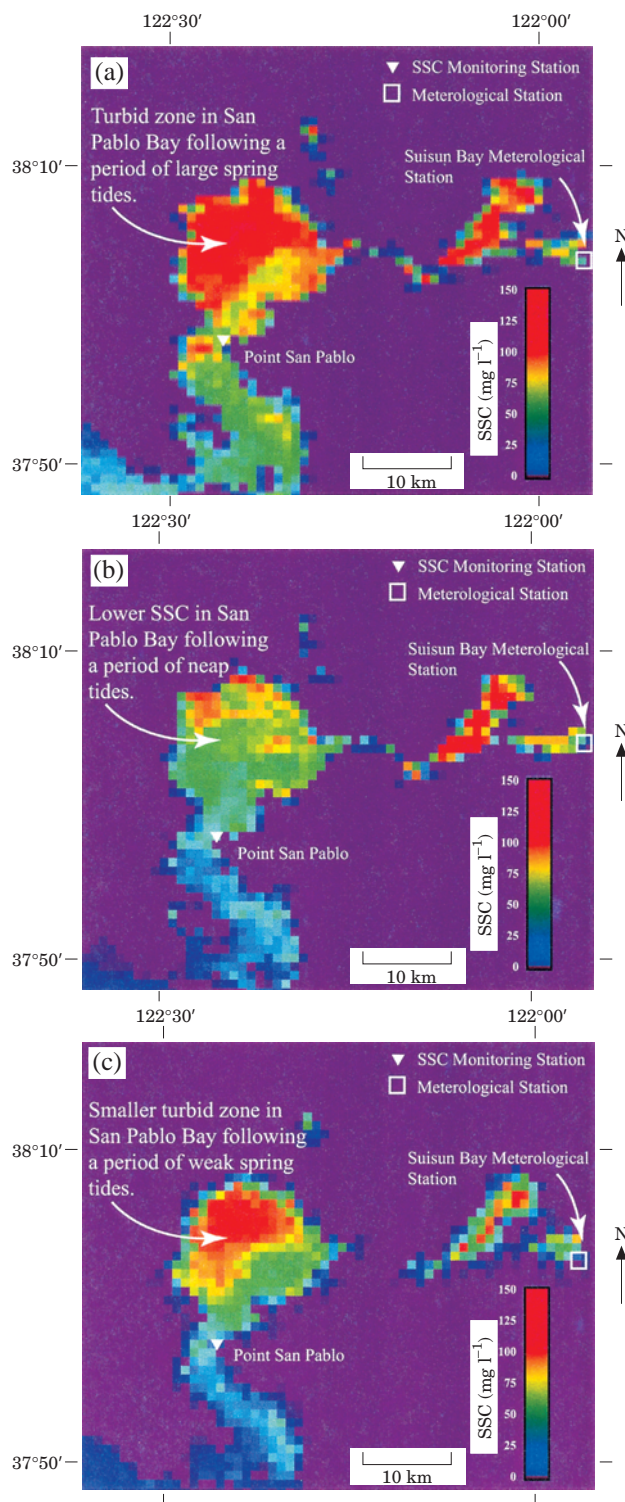 122°30′ 122°00′
(a)
SSC Monitoring Station
Meterological Station
Turbid zone in San
Pablo Bay following a
period of large spring
tides.
Suisun Bay Meterological
Station
38°10′
N
Point San Pablo
SSC (mg l⁻¹)
150
125
100
75
50
25
0
37°50′
10 km
122°30′ 122°00′
(b)
SSC Monitoring Station
Meterological Station
Lower SSC in San
Pablo Bay following
a period of neap
tides.
Suisun Bay Meterological
Station
38°10′
N
Point San Pablo
SSC (mg l⁻¹)
150
125
100
75
50
25
0
37°50′
10 km
122°30′ 122°00′
(c)
SSC Monitoring Station
Meterological Station
Smaller turbid zone in
San Pablo Bay following
a period of weak spring
tides.
Suisun Bay Meterological
Station
38°10′
N
Point San Pablo
SSC (mg l⁻¹)
150
125
100
75
50
25
0
37°50′
10 km